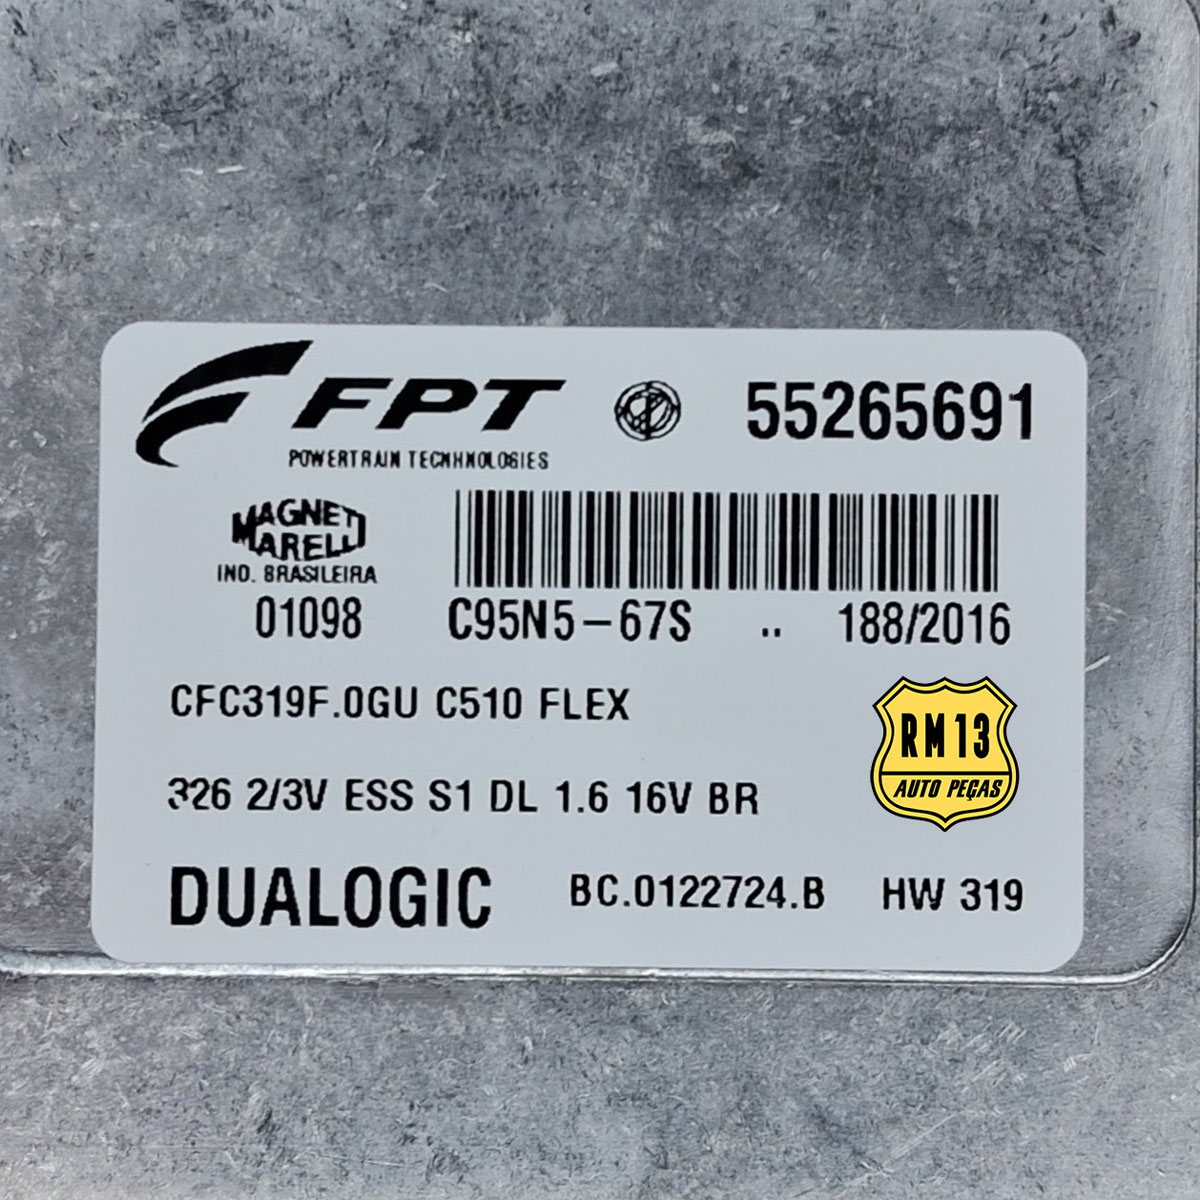 FPT
55265691
POWERTRAIN TECNHNOLOGIES
MAGNETI
MARELLI
IND. BRASILEIRA
01098
C95N5-67S .. 188/2016
CFC319F.0GU C510 FLEX
RM13
AUTO PEÇAS
326 2/3V ESS S1 DL 1.6 16V BR
DUALOGIC BC.0122724.B HW 319